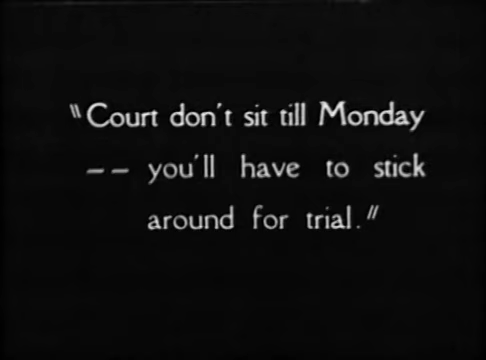 "Court don't sit till Monday
-- you'll have to stick
around for trial."